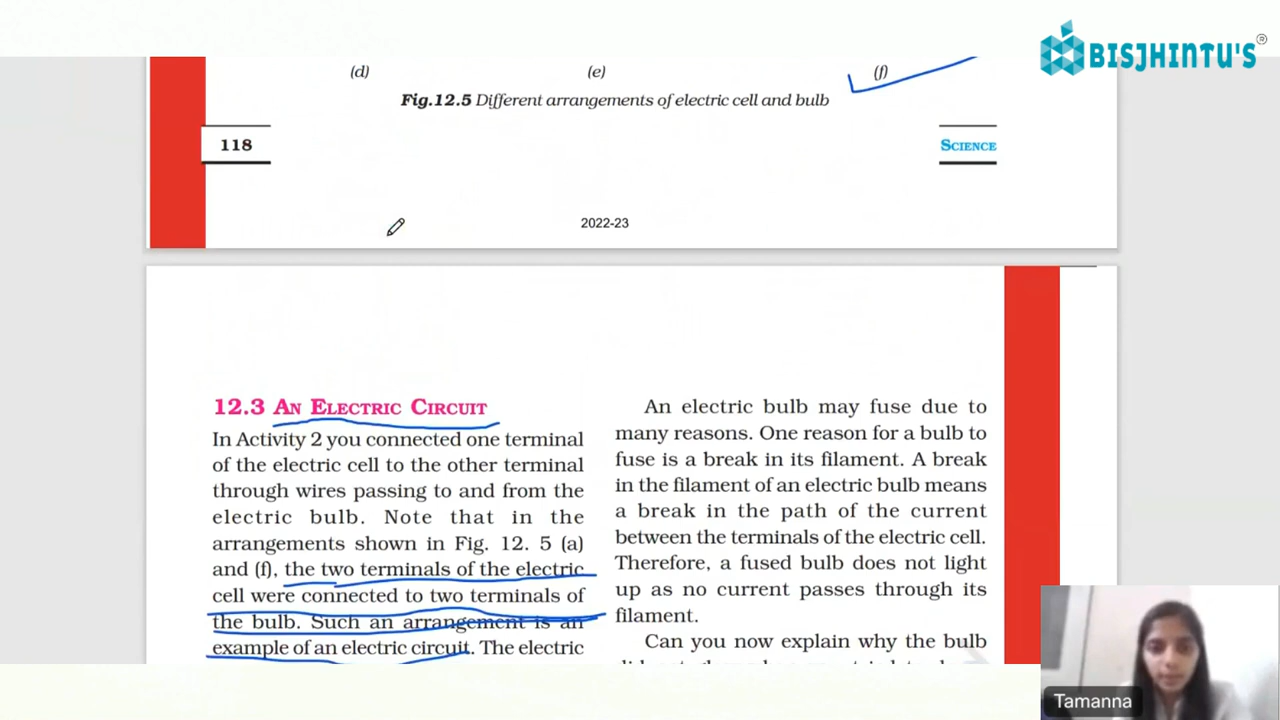 BISJHINTU'S®
(d) (e) (f)
Fig.12.5 Different arrangements of electric cell and bulb
118
SCIENCE
2022-23
12.3 AN ELECTRIC CIRCUIT
In Activity 2 you connected one terminal
of the electric cell to the other terminal
through wires passing to and from the
electric bulb. Note that in the
arrangements shown in Fig. 12. 5 (a)
and (f), the two terminals of the electric
cell were connected to two terminals of
the bulb. Such an arrangement is an
example of an electric circuit. The electric
An electric bulb may fuse due to
many reasons. One reason for a bulb to
fuse is a break in its filament. A break
in the filament of an electric bulb means
a break in the path of the current
between the terminals of the electric cell.
Therefore, a fused bulb does not light
up as no current passes through its
filament.
Can you now explain why the bulb
Tamanna